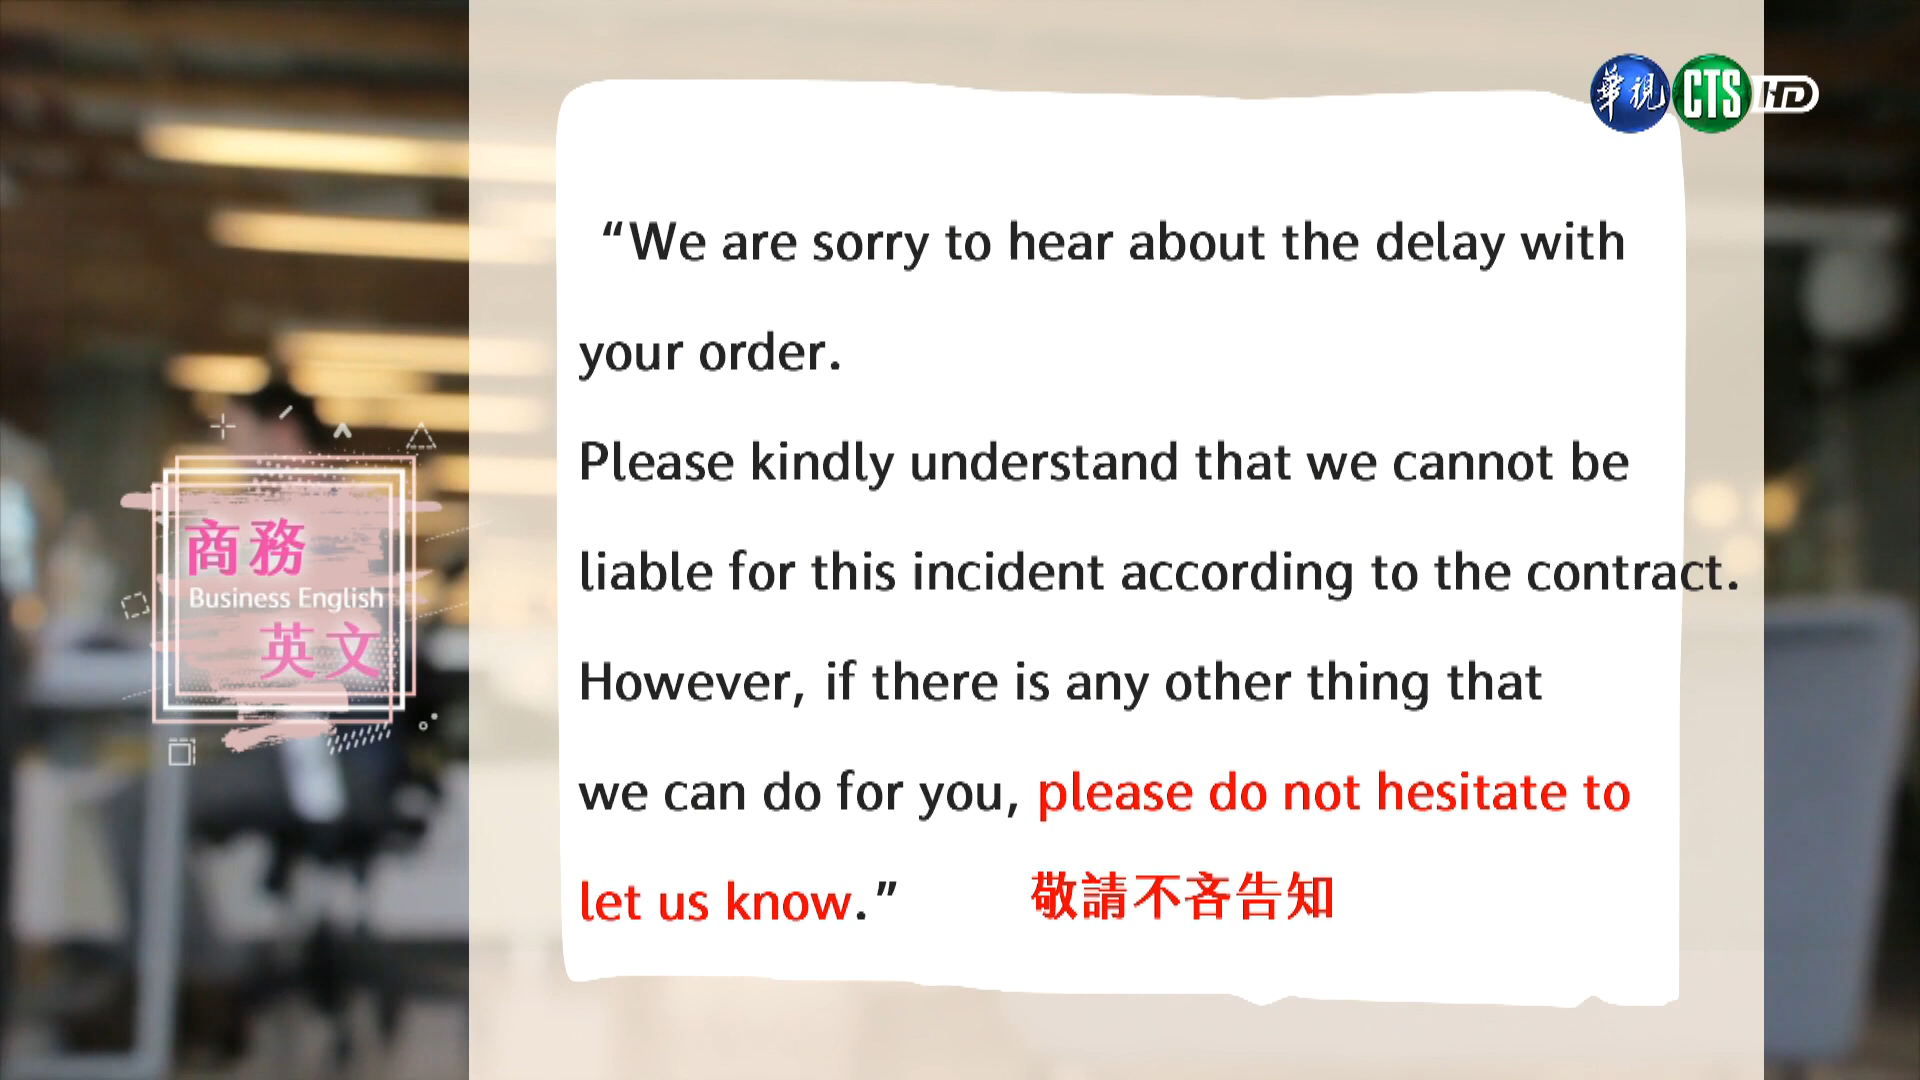 華視 CTS HD
“We are sorry to hear about the delay with
your order.
Please kindly understand that we cannot be
liable for this incident according to the contract.
However, if there is any other thing that
we can do for you, please do not hesitate to
let us know.” 敬請不吝告知
商務
Business English
英文